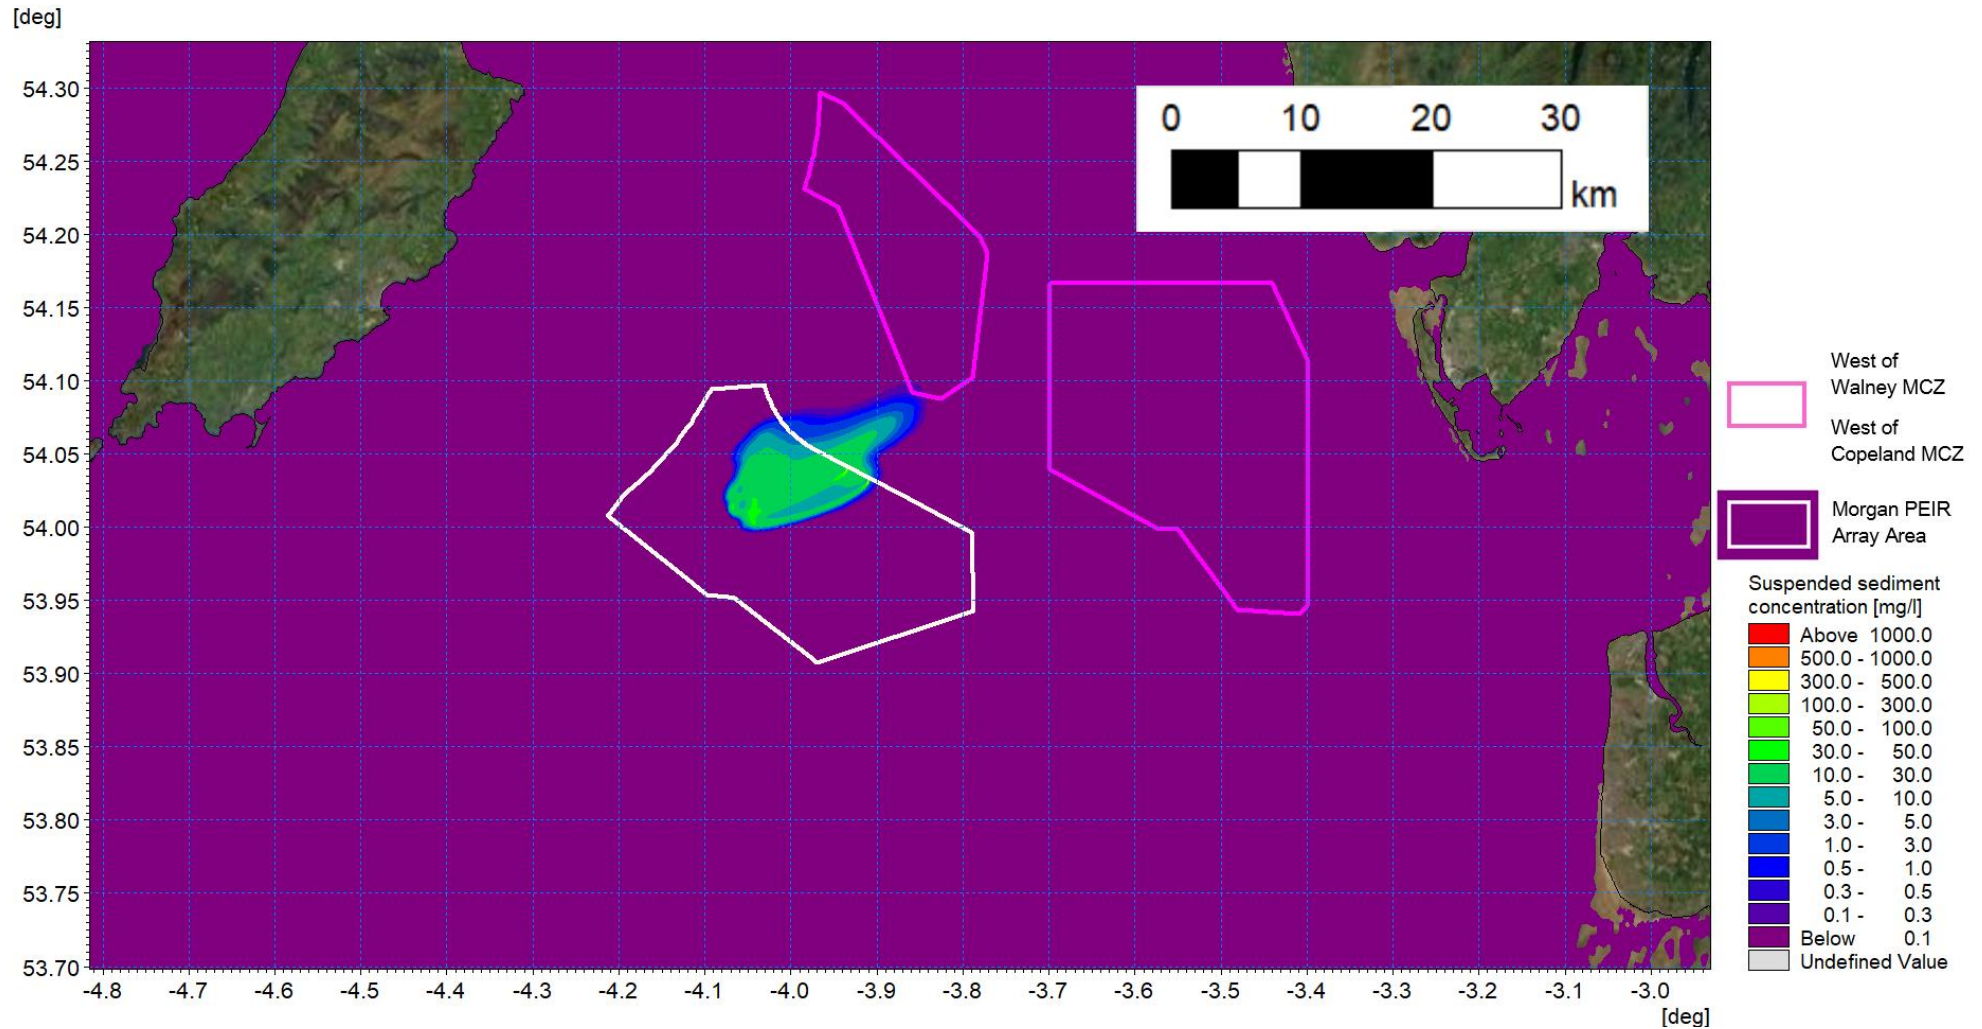 [deg]
54.30
54.25
54.20
54.15
54.10
54.05
54.00
53.95
53.90
53.85
53.80
53.75
53.70
-4.8 -4.7 -4.6 -4.5 -4.4 -4.3 -4.2 -4.1 -4.0 -3.9 -3.8 -3.7 -3.6 -3.5 -3.4 -3.3 -3.2 -3.1 -3.0
[deg]
0 10 20 30
km
West of
Walney MCZ
West of
Copeland MCZ
Morgan PEIR
Array Area
Suspended sediment
concentration [mg/l]
Above 1000.0
500.0 - 1000.0
300.0 - 500.0
100.0 - 300.0
50.0 - 100.0
30.0 - 50.0
10.0 - 30.0
5.0 - 10.0
3.0 - 5.0
1.0 - 3.0
0.5 - 1.0
0.3 - 0.5
0.1 - 0.3
Below 0.1
Undefined Value